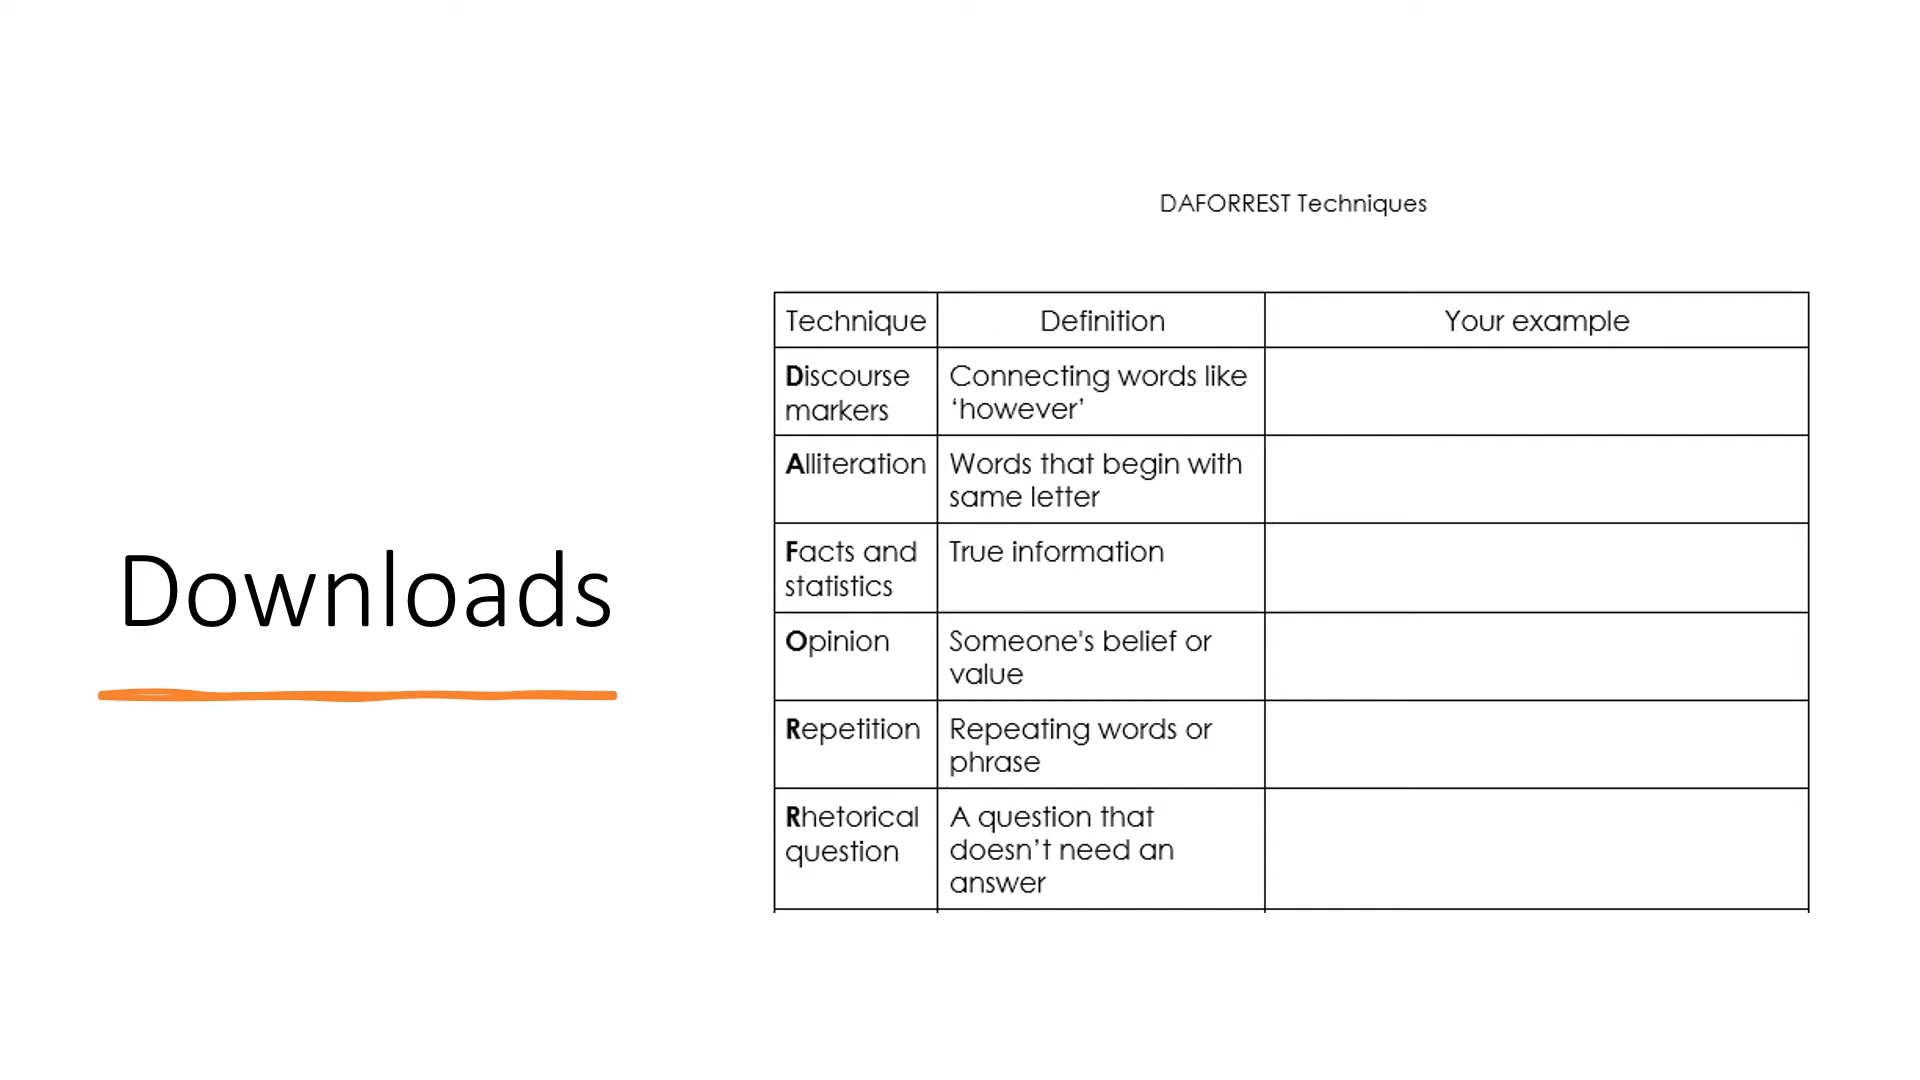 Downloads
DAFORREST Techniques
Technique Definition Your example
Discourse markers
Connecting words like ‘however’
Alliteration
Words that begin with same letter
Facts and statistics
True information
Opinion
Someone's belief or value
Repetition
Repeating words or phrase
Rhetorical question
A question that doesn’t need an answer